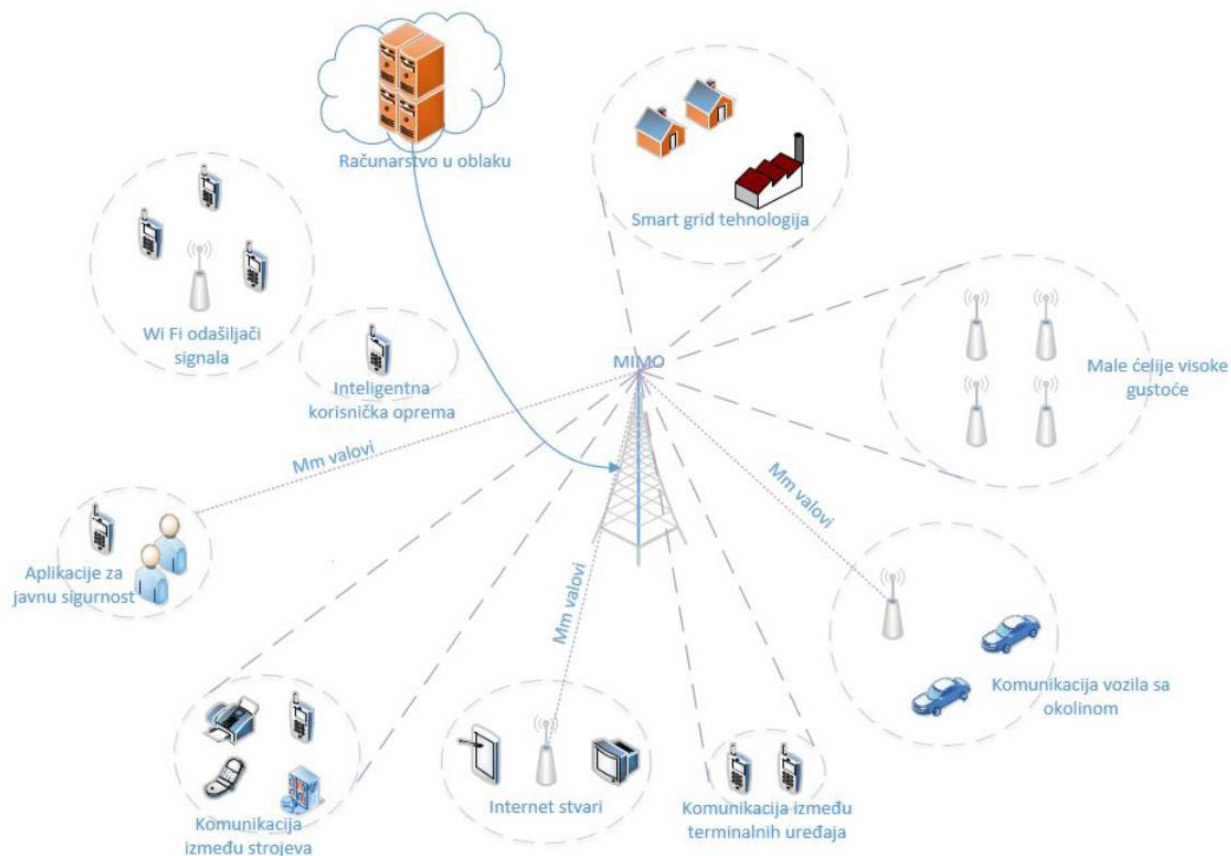 Računarstvo u oblaku
Smart grid tehnologija
Wi Fi odašiljači
signala
Inteligentna
korisnička oprema
MIMO
Male ćelije visoke
gustoće
Mm valovi
Mm valovi
Mm valovi
Aplikacije za
javnu sigurnost
Komunikacija vozila sa
okolinom
Komunikacija
između strojeva
Internet stvari
Komunikacija između
terminalnih uređaja